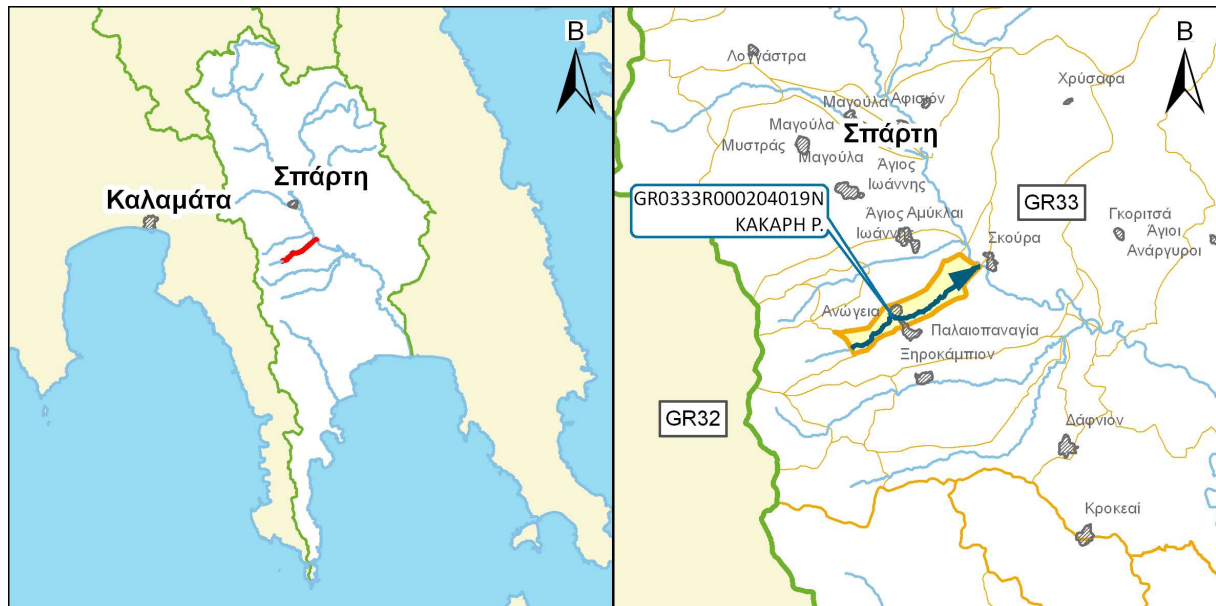 Β
Σπάρτη
Καλαμάτα
Β
Λογγάστρα
Χρύσαφα
Μαγούλα
Αφισιόν
Μαγούλα
Σπάρτη
Μυστράς
Μαγούλα
Άγιος
Ιωάννης
GR0333R000204019N
ΚΑΚΑΡΗ Ρ.
GR33
Άγιος
Ιωάννης
Αμύκλαι
Σκούρα
Γκοριτσά
Άγιοι
Ανάργυροι
Ανώγεια
Παλαιοπαναγία
Ξηροκάμπιον
GR32
Δάφνιον
Κροκεαί